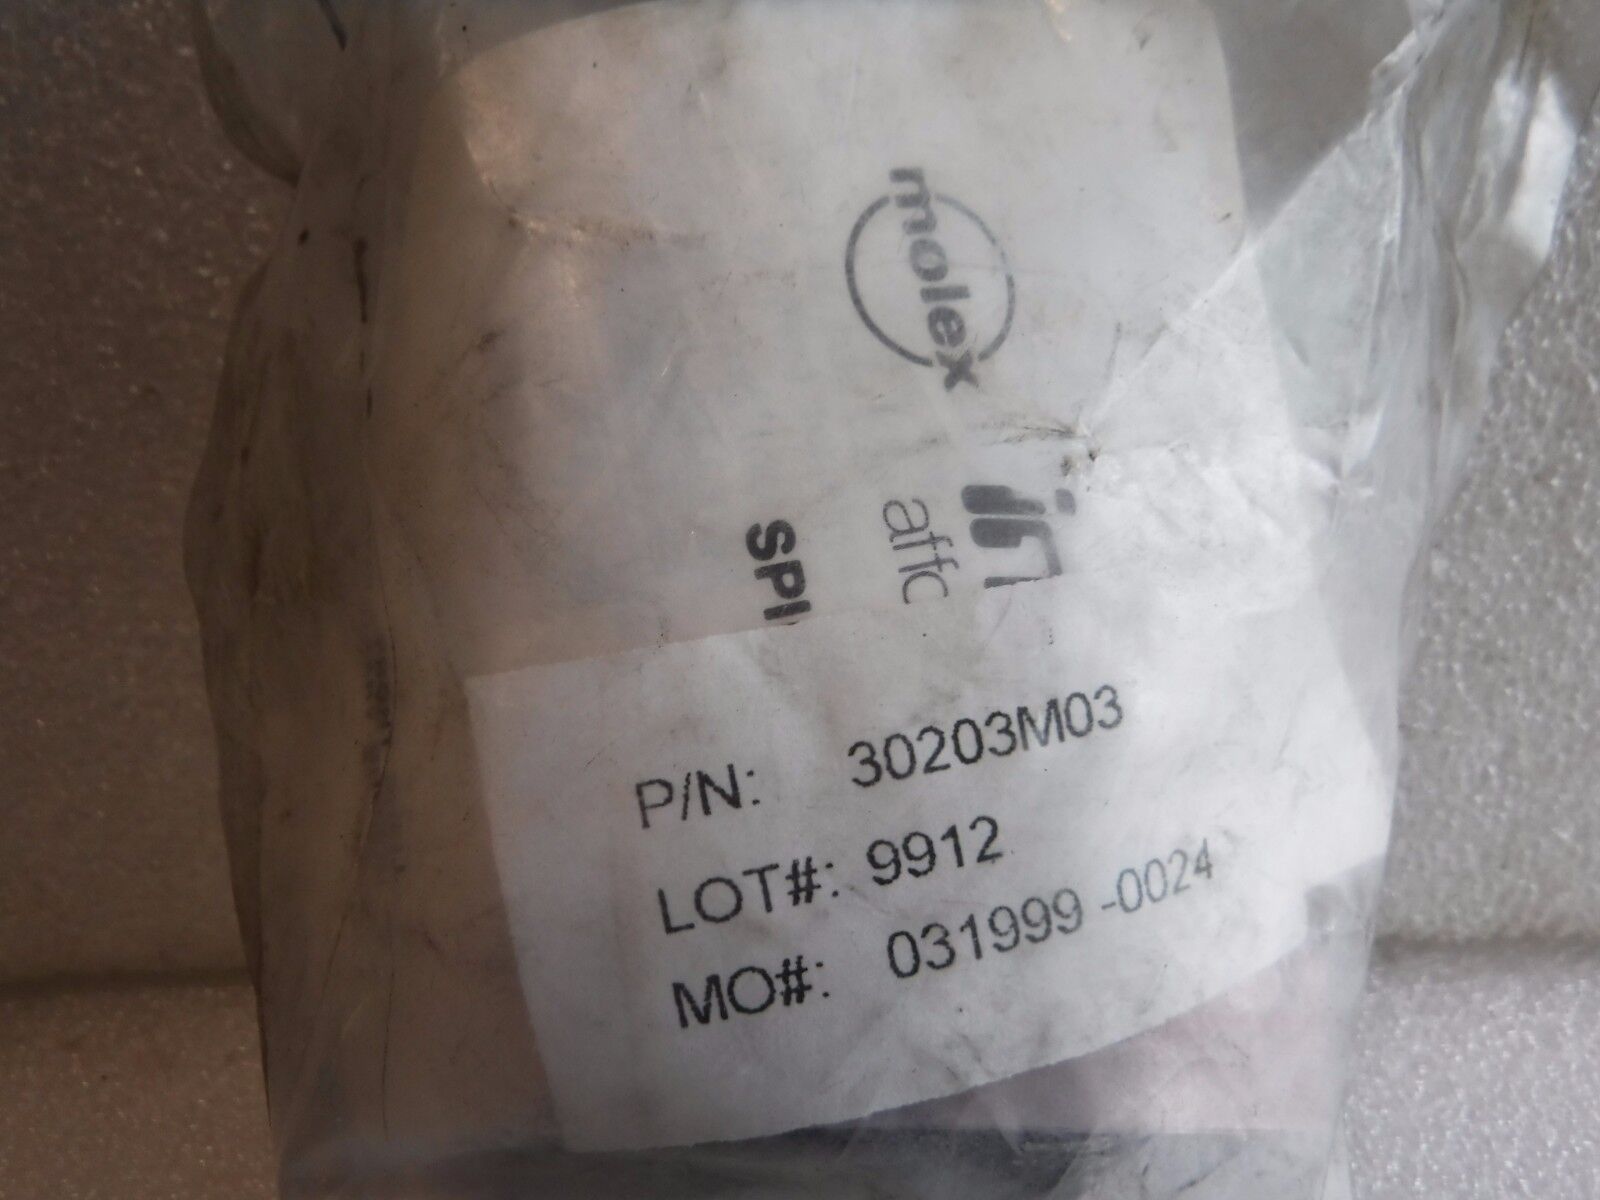 molex
affc
SPI
P/N: 30203M03
LOT#: 9912
MO#: 031999-0024